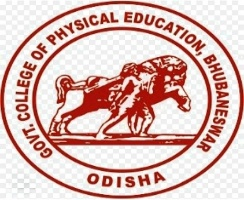 GOVT. COLLEGE OF PHYSICAL EDUCATION, BHUBANESWAR
ODISHA